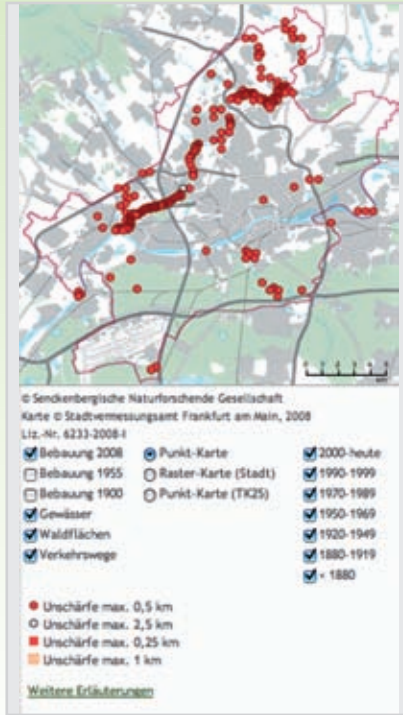 © Senckenbergische Naturforschende Gesellschaft
Karte © Stadtvermessungsamt Frankfurt am Main, 2008
Liz.-Nr. 6233-2008-I
Bebauung 2008
Punkt-Karte
2000-heute
Bebauung 1955
Raster-Karte (Stadt)
1990-1999
Bebauung 1900
Punkt-Karte (TK25)
1970-1989
Gewässer
1950-1969
Waldflächen
1920-1949
Verkehrswege
1880-1919
< 1880
Unschärfe max. 0,5 km
Unschärfe max. 2,5 km
Unschärfe max. 0,25 km
Unschärfe max. 1 km
Weitere Erläuterungen